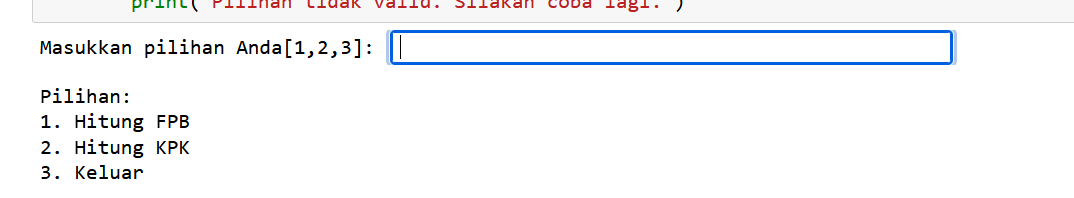 print("Pilihan tidak valid. Silakan coba lagi.")
Masukkan pilihan Anda[1,2,3]:
Pilihan:
1. Hitung FPB
2. Hitung KPK
3. Keluar